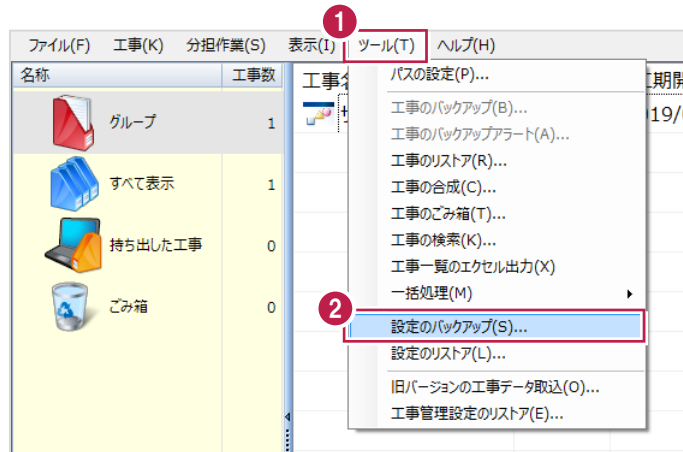 1
ファイル(F) 工事(K) 分担作業(S) 表示(I) ツール(T) ヘルプ(H)
名称 工事数
グループ 1
すべて表示 1
持ち出した工事 0
ごみ箱 0
工事
期
19/
パスの設定(P)...
工事のバックアップ(B)...
工事のバックアップアラート(A)...
工事のリストア(R)...
工事の合成(C)...
工事のごみ箱(T)...
工事の検索(K)...
工事一覧のエクセル出力(X)
一括処理(M)
2
設定のバックアップ(S)...
設定のリストア(L)...
旧バージョンの工事データ取込(O)...
工事管理設定のリストア(E)...